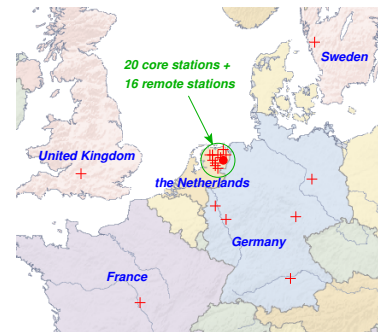 Sweden
20 core stations +
16 remote stations
United Kingdom
the Netherlands
Germany
France